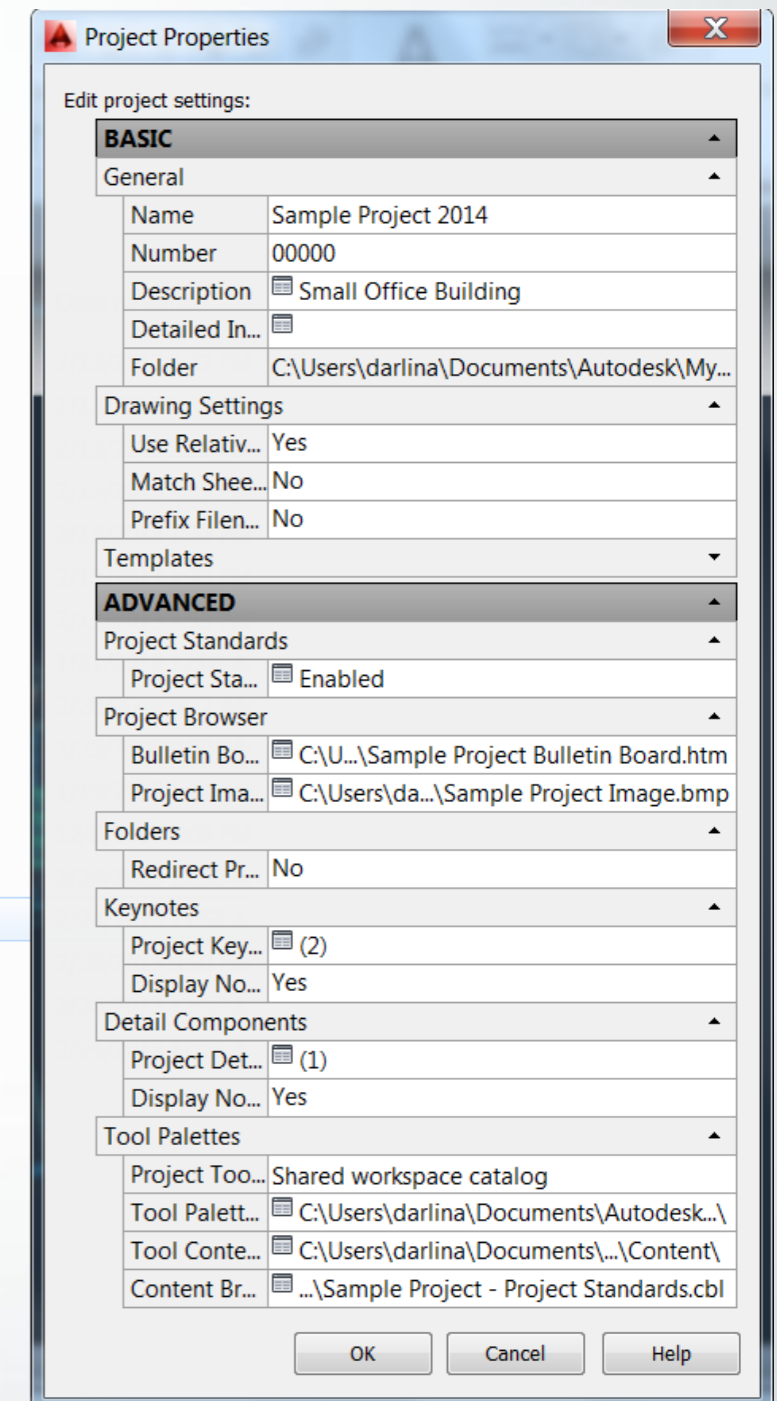 Project Properties
Edit project settings:
BASIC
General
Name Sample Project 2014
Number 00000
Description Small Office Building
Detailed In...
Folder C:\Users\darlina\Documents\Autodesk\My...
Drawing Settings
Use Relativ... Yes
Match Shee... No
Prefix Filen... No
Templates
ADVANCED
Project Standards
Project Sta... Enabled
Project Browser
Bulletin Bo... C:\U...\Sample Project Bulletin Board.htm
Project Ima... C:\Users\da...\Sample Project Image.bmp
Folders
Redirect Pr... No
Keynotes
Project Key... (2)
Display No... Yes
Detail Components
Project Det... (1)
Display No... Yes
Tool Palettes
Project Too... Shared workspace catalog
Tool Palett... C:\Users\darlina\Documents\Autodesk...\
Tool Conte... C:\Users\darlina\Documents\...\Content\
Content Br... ...\Sample Project - Project Standards.cbl
OK Cancel Help